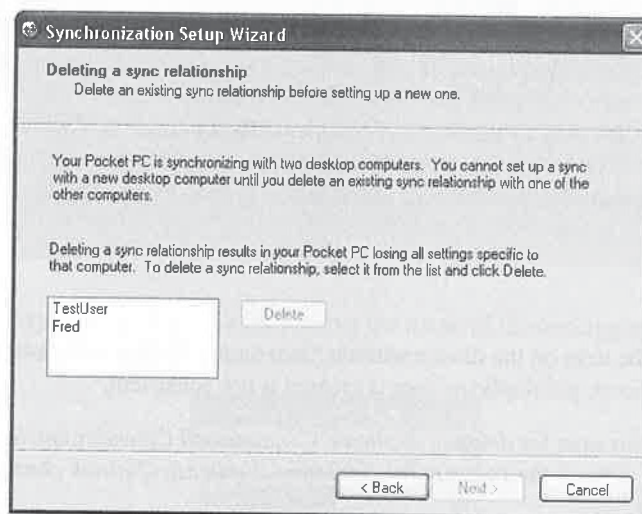 Synchronization Setup Wizard
Deleting a sync relationship
Delete an existing sync relationship before setting up a new one.
Your Pocket PC is synchronizing with two desktop computers. You cannot set up a sync
with a new desktop computer until you delete an existing sync relationship with one of the
other computers.
Deleting a sync relationship results in your Pocket PC losing all settings specific to
that computer. To delete a sync relationship, select it from the list and click Delete.
TestUser
Fred
Delete
< Back
Next >
Cancel